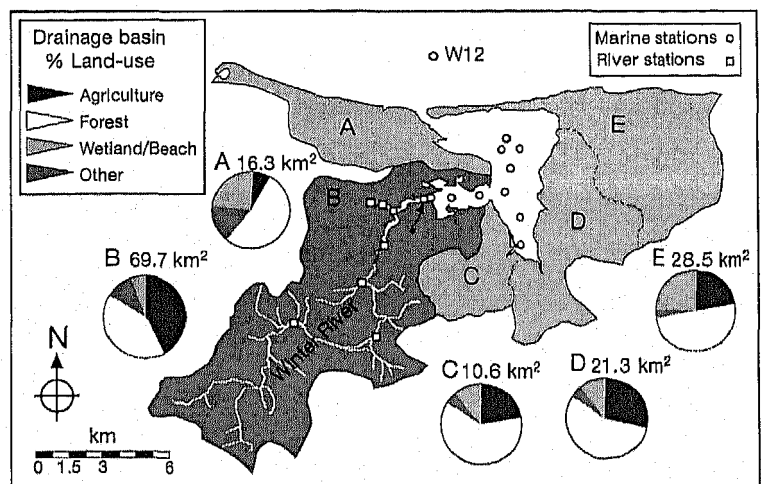 Drainage basin
% Land-use
Agriculture
Forest
Wetland/Beach
Other
W12
Marine stations
River stations
A
B
C
D
E
Winter River
A 16.3 km²
B 69.7 km²
C 10.6 km²
D 21.3 km²
E 28.5 km²
N
km
0 1.5 3 6